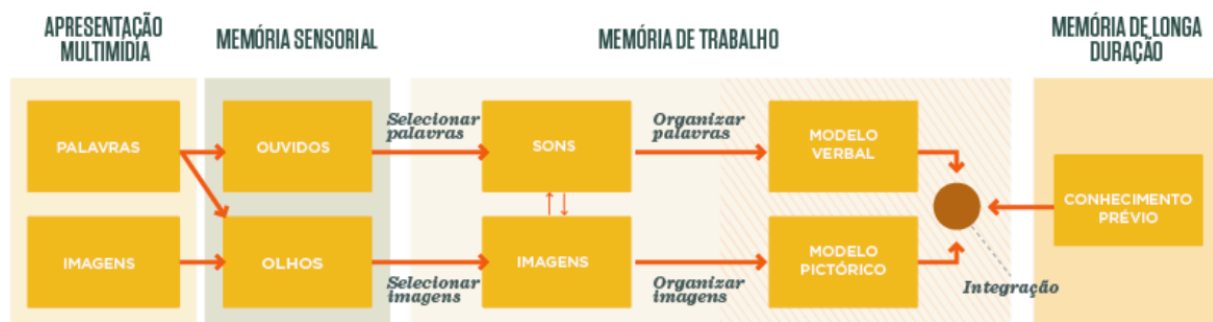 APRESENTAÇÃO
MULTIMÍDIA
MEMÓRIA SENSORIAL
MEMÓRIA DE TRABALHO
MEMÓRIA DE LONGA
DURAÇÃO
PALAVRAS
OUVIDOS
Selecionar
palavras
SONS
Organizar
palavras
MODELO
VERBAL
CONHECIMENTO
PRÉVIO
IMAGENS
OLHOS
Selecionar
imagens
IMAGENS
Organizar
imagens
MODELO
PICTÓRICO
Integração